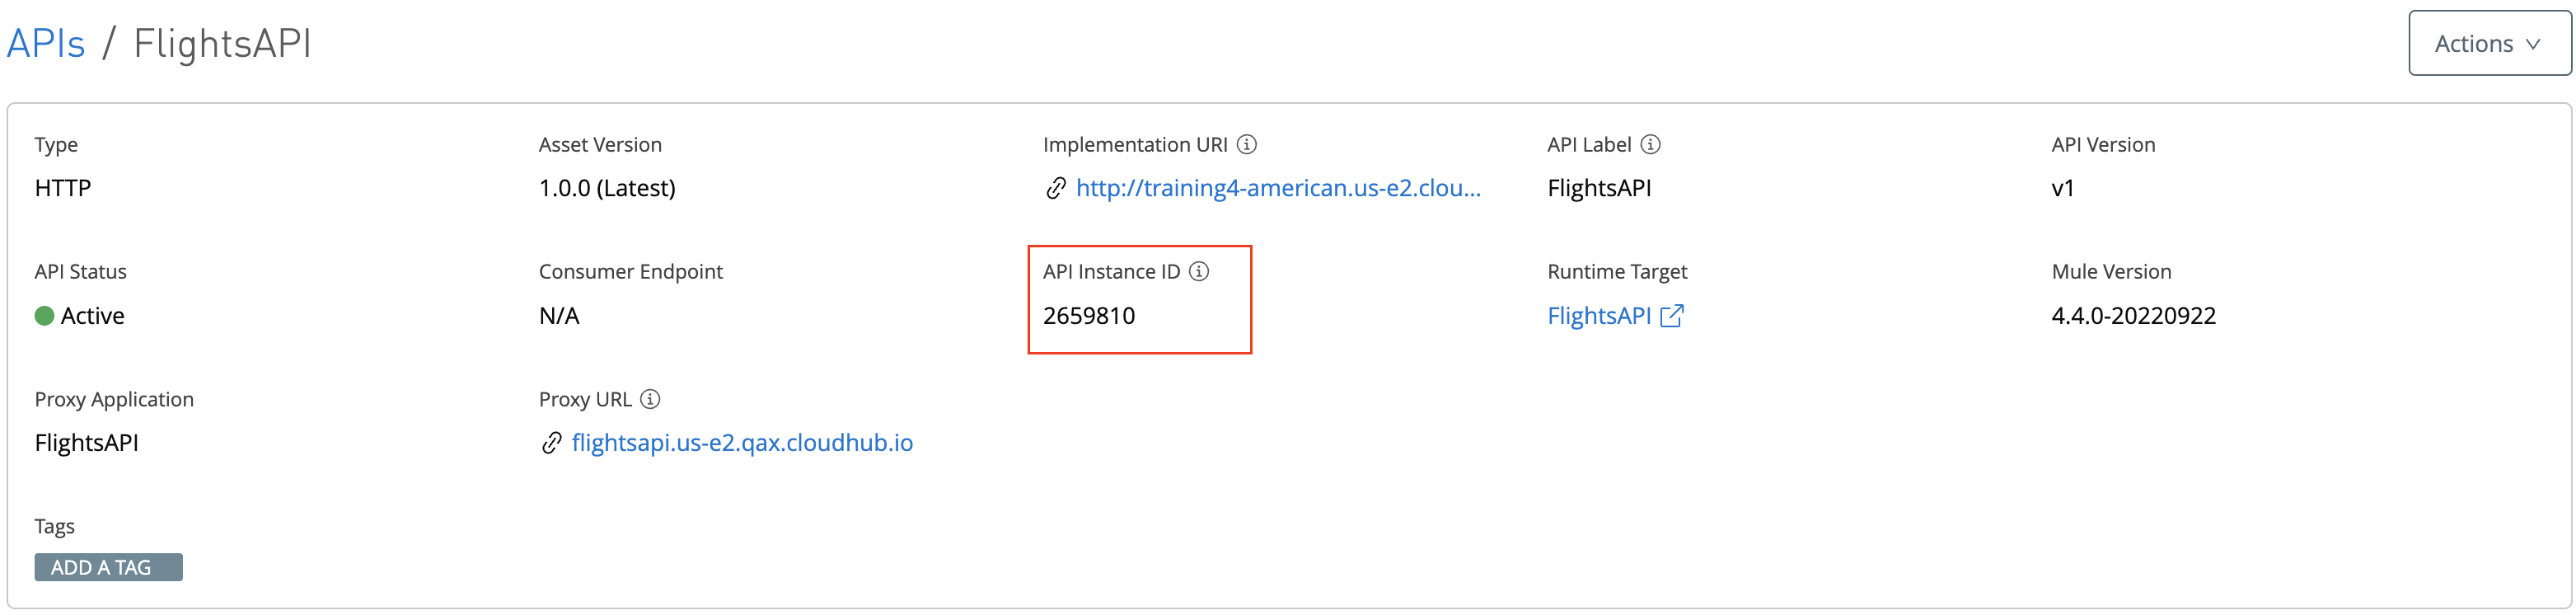 APIs / FlightsAPI
Actions
Type
HTTP
Asset Version
1.0.0 (Latest)
Implementation URI
http://training4-american.us-e2.clou...
API Label
FlightsAPI
API Version
v1
API Status
Active
Consumer Endpoint
N/A
API Instance ID
2659810
Runtime Target
FlightsAPI
Mule Version
4.4.0-20220922
Proxy Application
FlightsAPI
Proxy URL
flightsapi.us-e2.qax.cloudhub.io
Tags
ADD A TAG